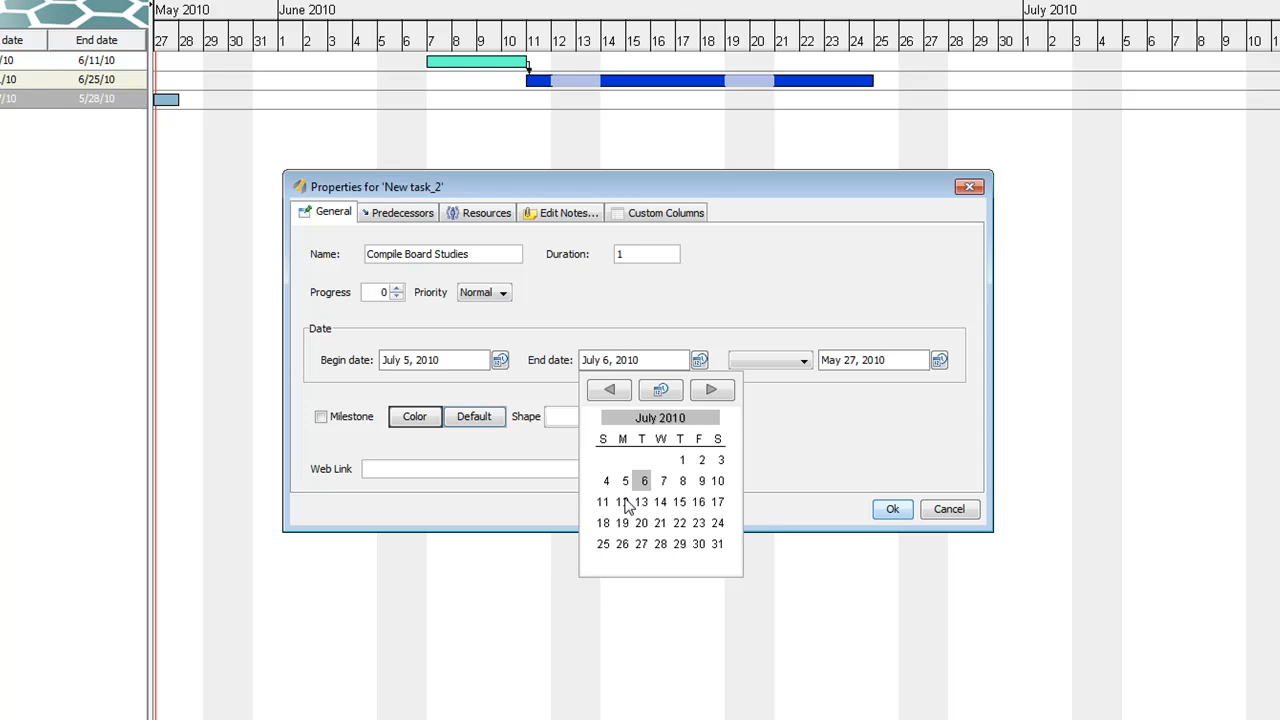 May 2010 June 2010 July 2010
date End date
27 28 29 30 31 1 2 3 4 5 6 7 8 9 10 11 12 13 14 15 16 17 18 19 20 21 22 23 24 25 26 27 28 29 30 1 2 3 4 5 6 7 8 9 10 1
/10 6/11/10
1/10 6/25/10
7/10 5/28/10
Properties for 'New task_2'
General Predecessors Resources Edit Notes... Custom Columns
Name: Compile Board Studies Duration: 1
Progress 0 Priority Normal
Date
Begin date: July 5, 2010 End date: July 6, 2010 May 27, 2010
Milestone Color Default Shape
Web Link
July 2010
S M T W T F S
1 2 3
4 5 6 7 8 9 10
11 12 13 14 15 16 17
18 19 20 21 22 23 24
25 26 27 28 29 30 31
Ok Cancel